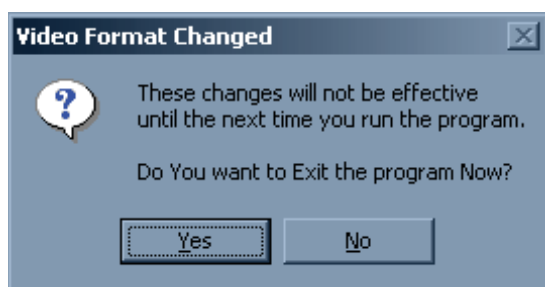 Video Format Changed
These changes will not be effective
until the next time you run the program.
Do You want to Exit the program Now?
Yes
No